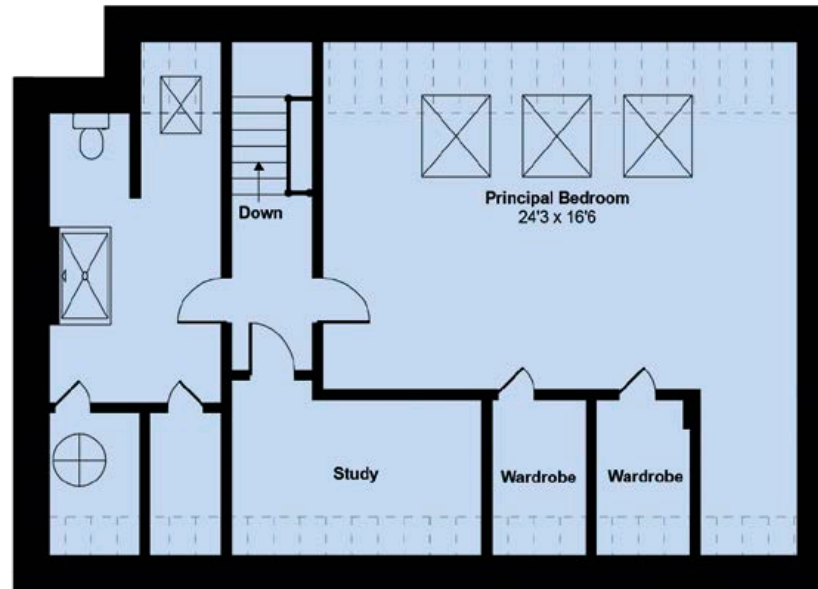 Principal Bedroom
24'3 x 16'6
Down
Study
Wardrobe
Wardrobe